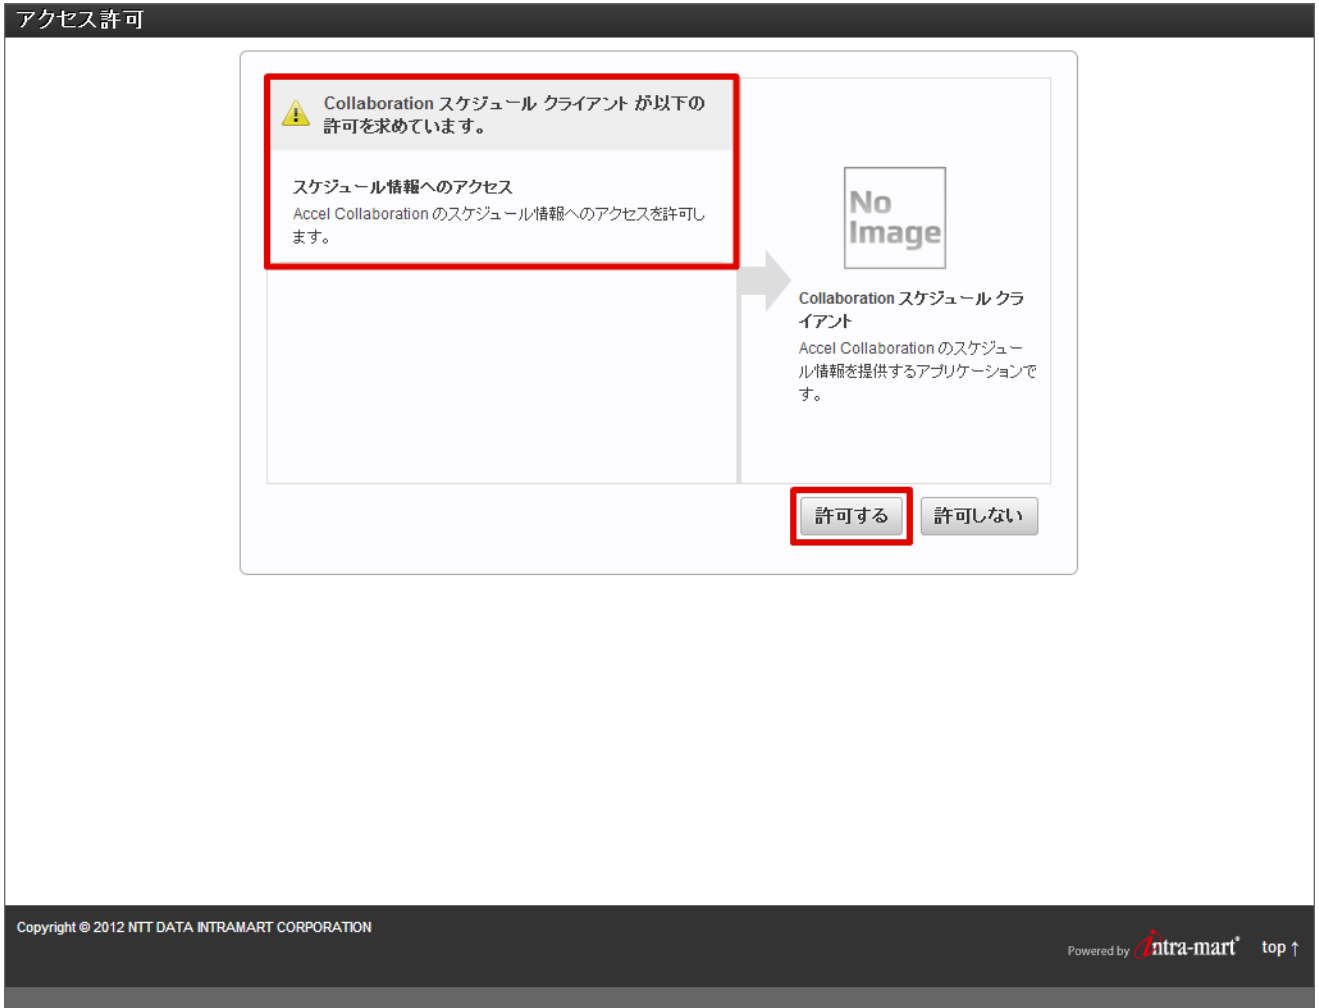 アクセス許可
Collaboration スケジュール クライアント が以下の
許可を求めています。
スケジュール情報へのアクセス
Accel Collaboration のスケジュール情報へのアクセスを許可し
ます。
No
Image
Collaboration スケジュール クラ
イアント
Accel Collaboration のスケジュー
ル情報を提供するアプリケーションで
す。
許可する
許可しない
Copyright © 2012 NTT DATA INTRAMART CORPORATION
Powered by intra-mart®
top ↑